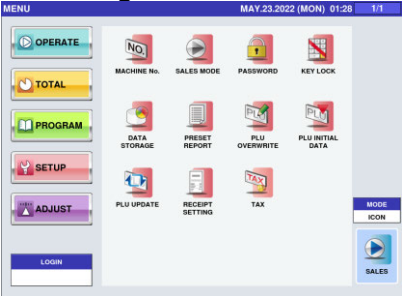 MENU
MAY.23.2022 (MON) 01:28
1/1
OPERATE
TOTAL
PROGRAM
SETUP
ADJUST
LOGIN
NO.
MACHINE No.
SALES MODE
PASSWORD
KEY LOCK
DATA
STORAGE
PRESET
REPORT
PLU
PLU
OVERWRITE
PLU
PLU INITIAL
DATA
PLU
PLU UPDATE
RECEIPT
SETTING
TAX
TAX
MODE
ICON
SALES